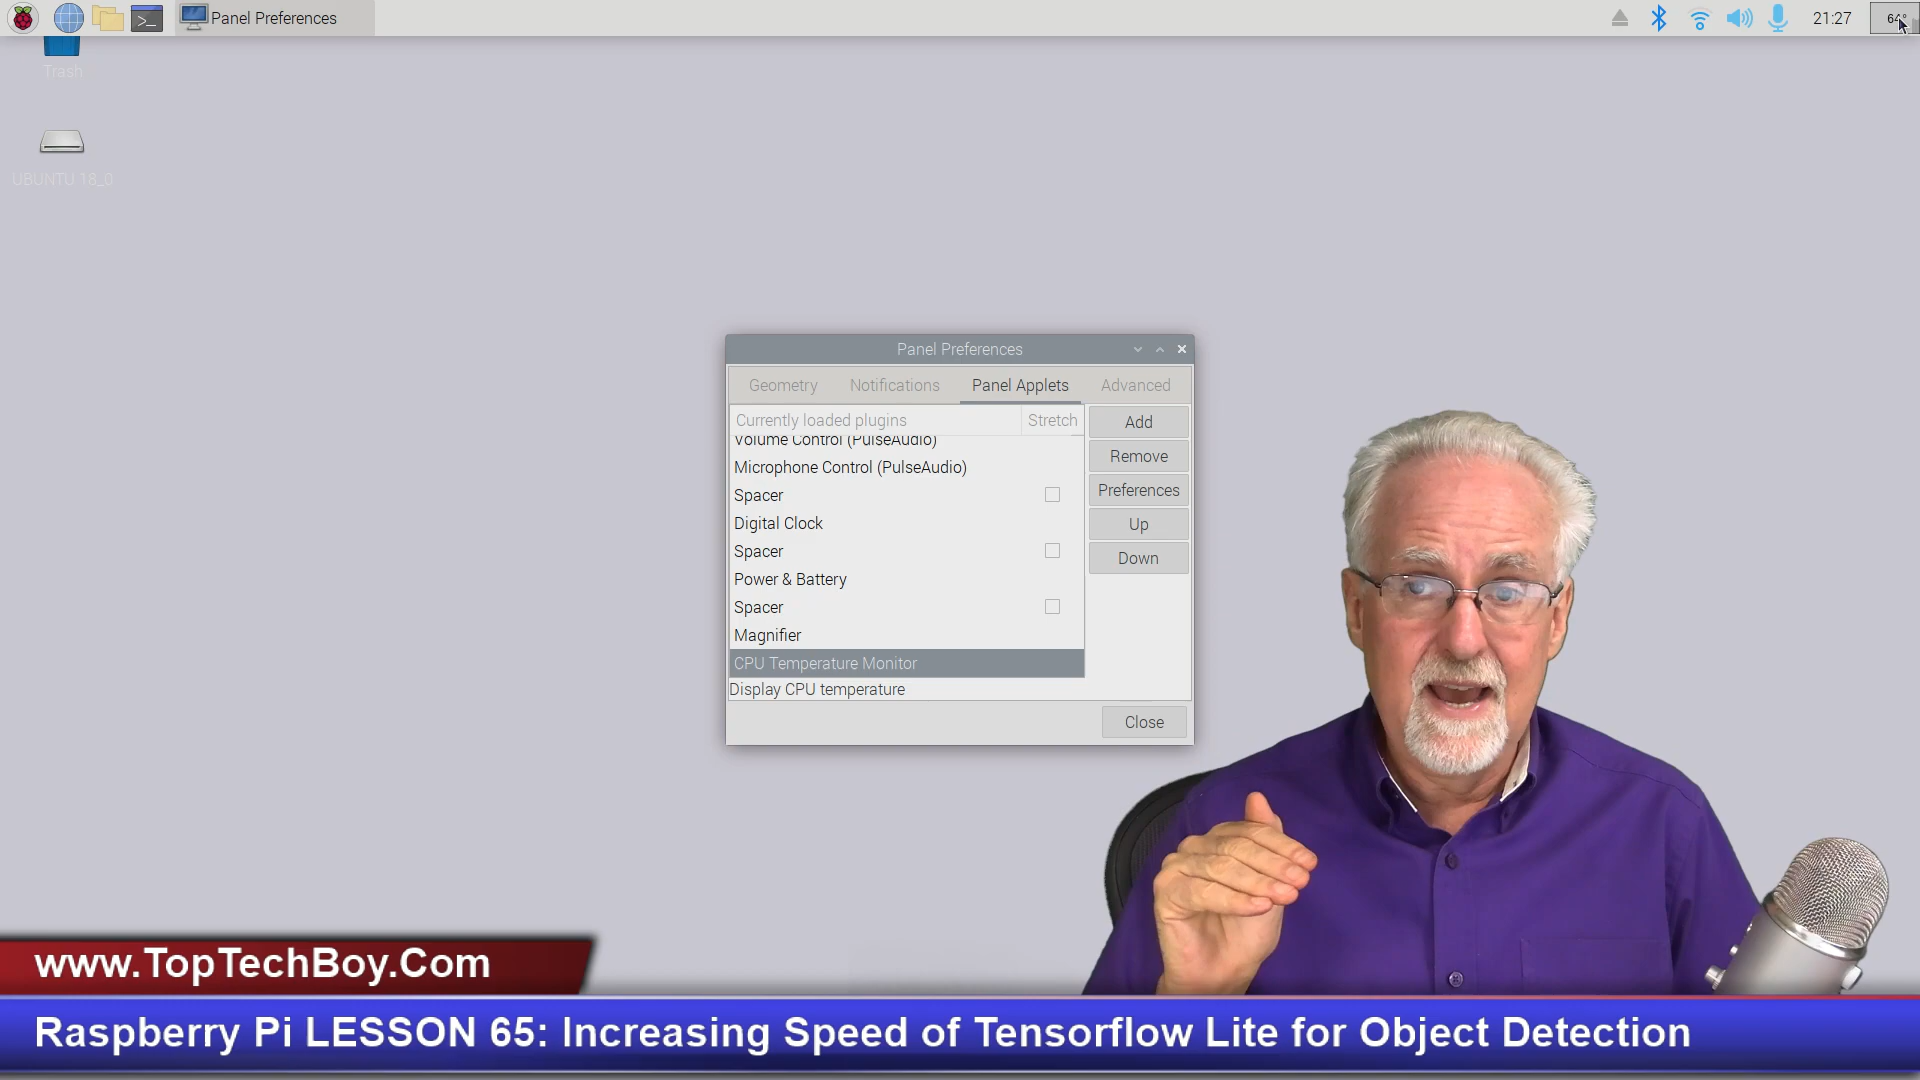 Panel Preferences
21:27
64°
Trash
UBUNTU 18_0
Panel Preferences
Geometry Notifications Panel Applets Advanced
Currently loaded plugins Stretch
Volume Control (PulseAudio)
Microphone Control (PulseAudio)
Spacer
Digital Clock
Spacer
Power & Battery
Spacer
Magnifier
CPU Temperature Monitor
Display CPU temperature
Add
Remove
Preferences
Up
Down
Close
www.TopTechBoy.Com
Raspberry Pi LESSON 65: Increasing Speed of Tensorflow Lite for Object Detection